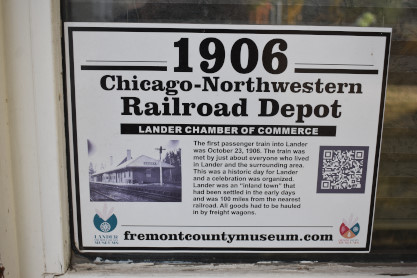 1906
Chicago-Northwestern
Railroad Depot
LANDER CHAMBER OF COMMERCE
The first passenger train into Lander
was October 23, 1906. The train was
met by just about everyone who lived
in Lander and the surrounding area.
This was a historic day for Lander
and a celebration was organized.
Lander was an "inland town" that
had been settled in the early days
and was 100 miles from the nearest
railroad. All goods had to be hauled
in by freight wagons.
LANDER
MUSEUMS
fremontcountymuseum.com